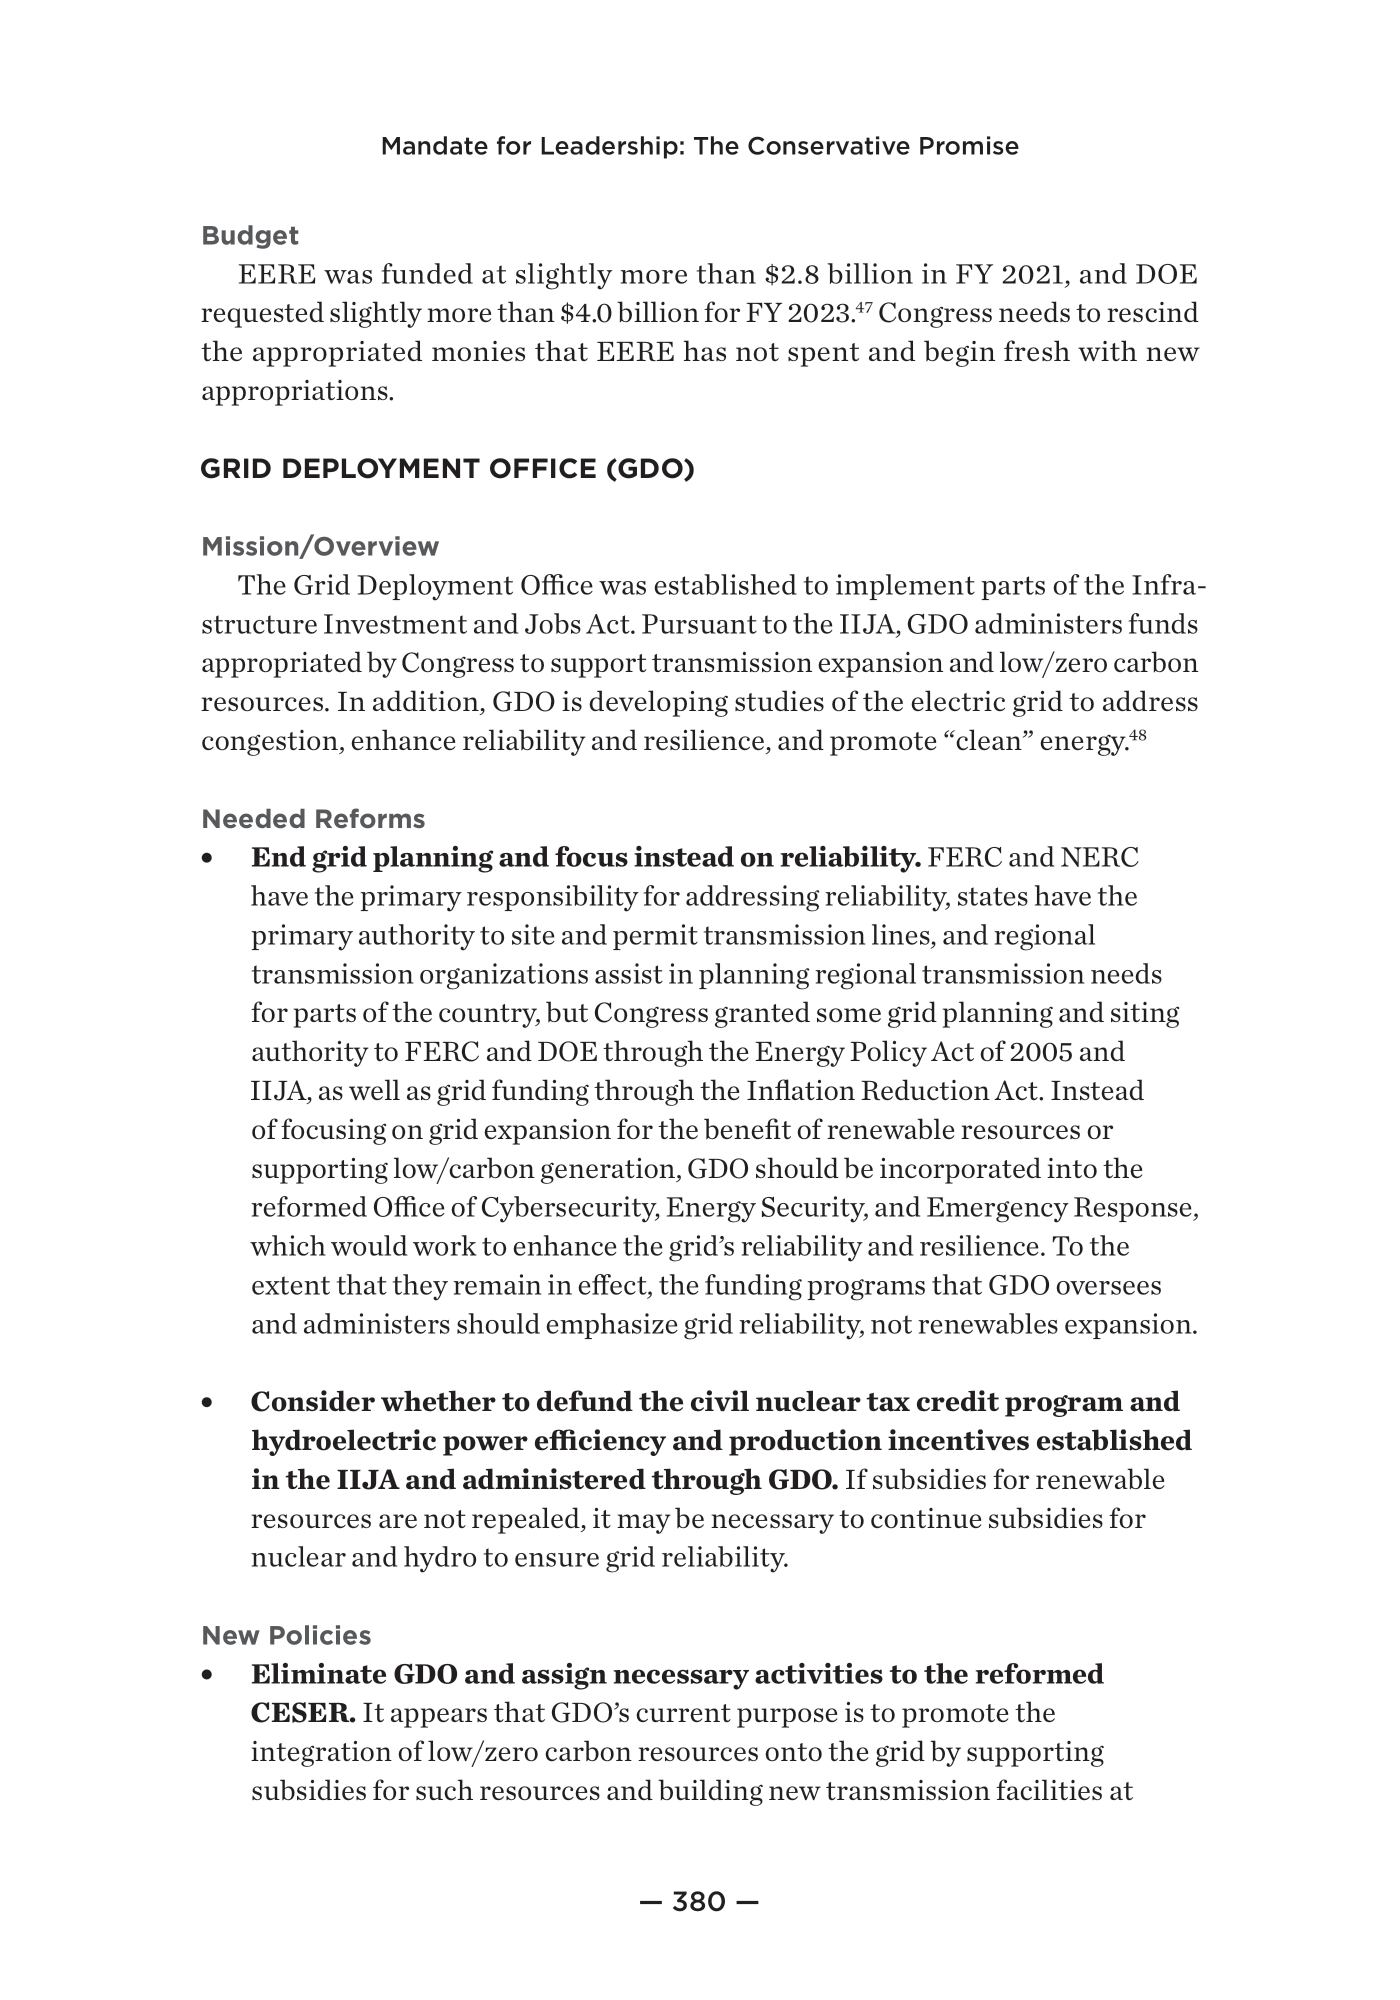 Mandate for Leadership: The Conservative Promise
Budget
EERE was funded at slightly more than $2.8 billion in FY 2021, and DOE
requested slightly more than $4.0 billion for FY 2023.47 Congress needs to rescind
the appropriated monies that EERE has not spent and begin fresh with new
appropriations.
GRID DEPLOYMENT OFFICE (GDO)
Mission/Overview
The Grid Deployment Office was established to implement parts of the Infra-
structure Investment and Jobs Act. Pursuant to the IIJA, GDO administers funds
appropriated by Congress to support transmission expansion and low/zero carbon
resources. In addition, GDO is developing studies of the electric grid to address
congestion, enhance reliability and resilience, and promote “clean” energy.48
Needed Reforms
• End grid planning and focus instead on reliability. FERC and NERC
have the primary responsibility for addressing reliability, states have the
primary authority to site and permit transmission lines, and regional
transmission organizations assist in planning regional transmission needs
for parts of the country, but Congress granted some grid planning and siting
authority to FERC and DOE through the Energy Policy Act of 2005 and
IIJA, as well as grid funding through the Inflation Reduction Act. Instead
of focusing on grid expansion for the benefit of renewable resources or
supporting low/carbon generation, GDO should be incorporated into the
reformed Office of Cybersecurity, Energy Security, and Emergency Response,
which would work to enhance the grid’s reliability and resilience. To the
extent that they remain in effect, the funding programs that GDO oversees
and administers should emphasize grid reliability, not renewables expansion.
• Consider whether to defund the civil nuclear tax credit program and
hydroelectric power efficiency and production incentives established
in the IIJA and administered through GDO. If subsidies for renewable
resources are not repealed, it may be necessary to continue subsidies for
nuclear and hydro to ensure grid reliability.
New Policies
• Eliminate GDO and assign necessary activities to the reformed
CESER. It appears that GDO’s current purpose is to promote the
integration of low/zero carbon resources onto the grid by supporting
subsidies for such resources and building new transmission facilities at
— 380 —